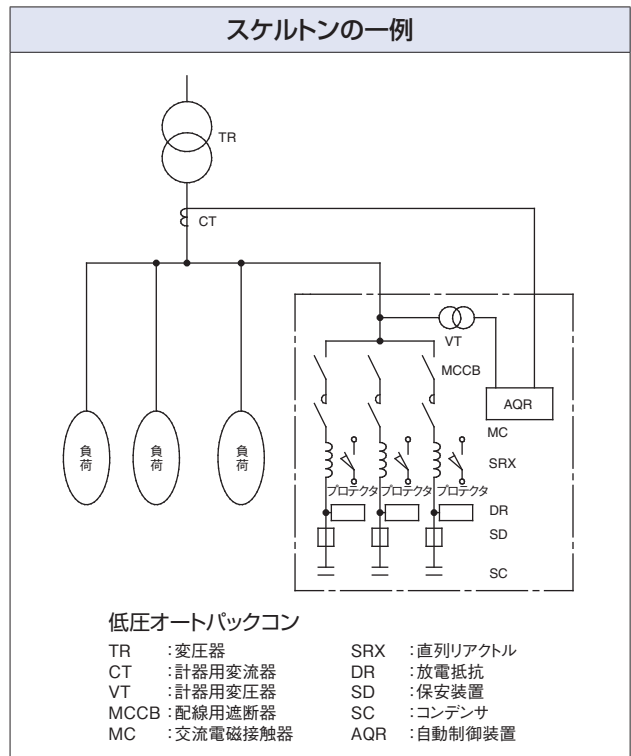 スケルトンの一例
TR
CT
VT
MCCB
AQR
MC
負荷
負荷
負荷
SRX
プロテクタ プロテクタ プロテクタ
DR
SD
SC
低圧オートパックコン
TR :変圧器
CT :計器用変流器
VT :計器用変圧器
MCCB :配線用遮断器
MC :交流電磁接触器
SRX :直列リアクトル
DR :放電抵抗
SD :保安装置
SC :コンデンサ
AQR :自動制御装置